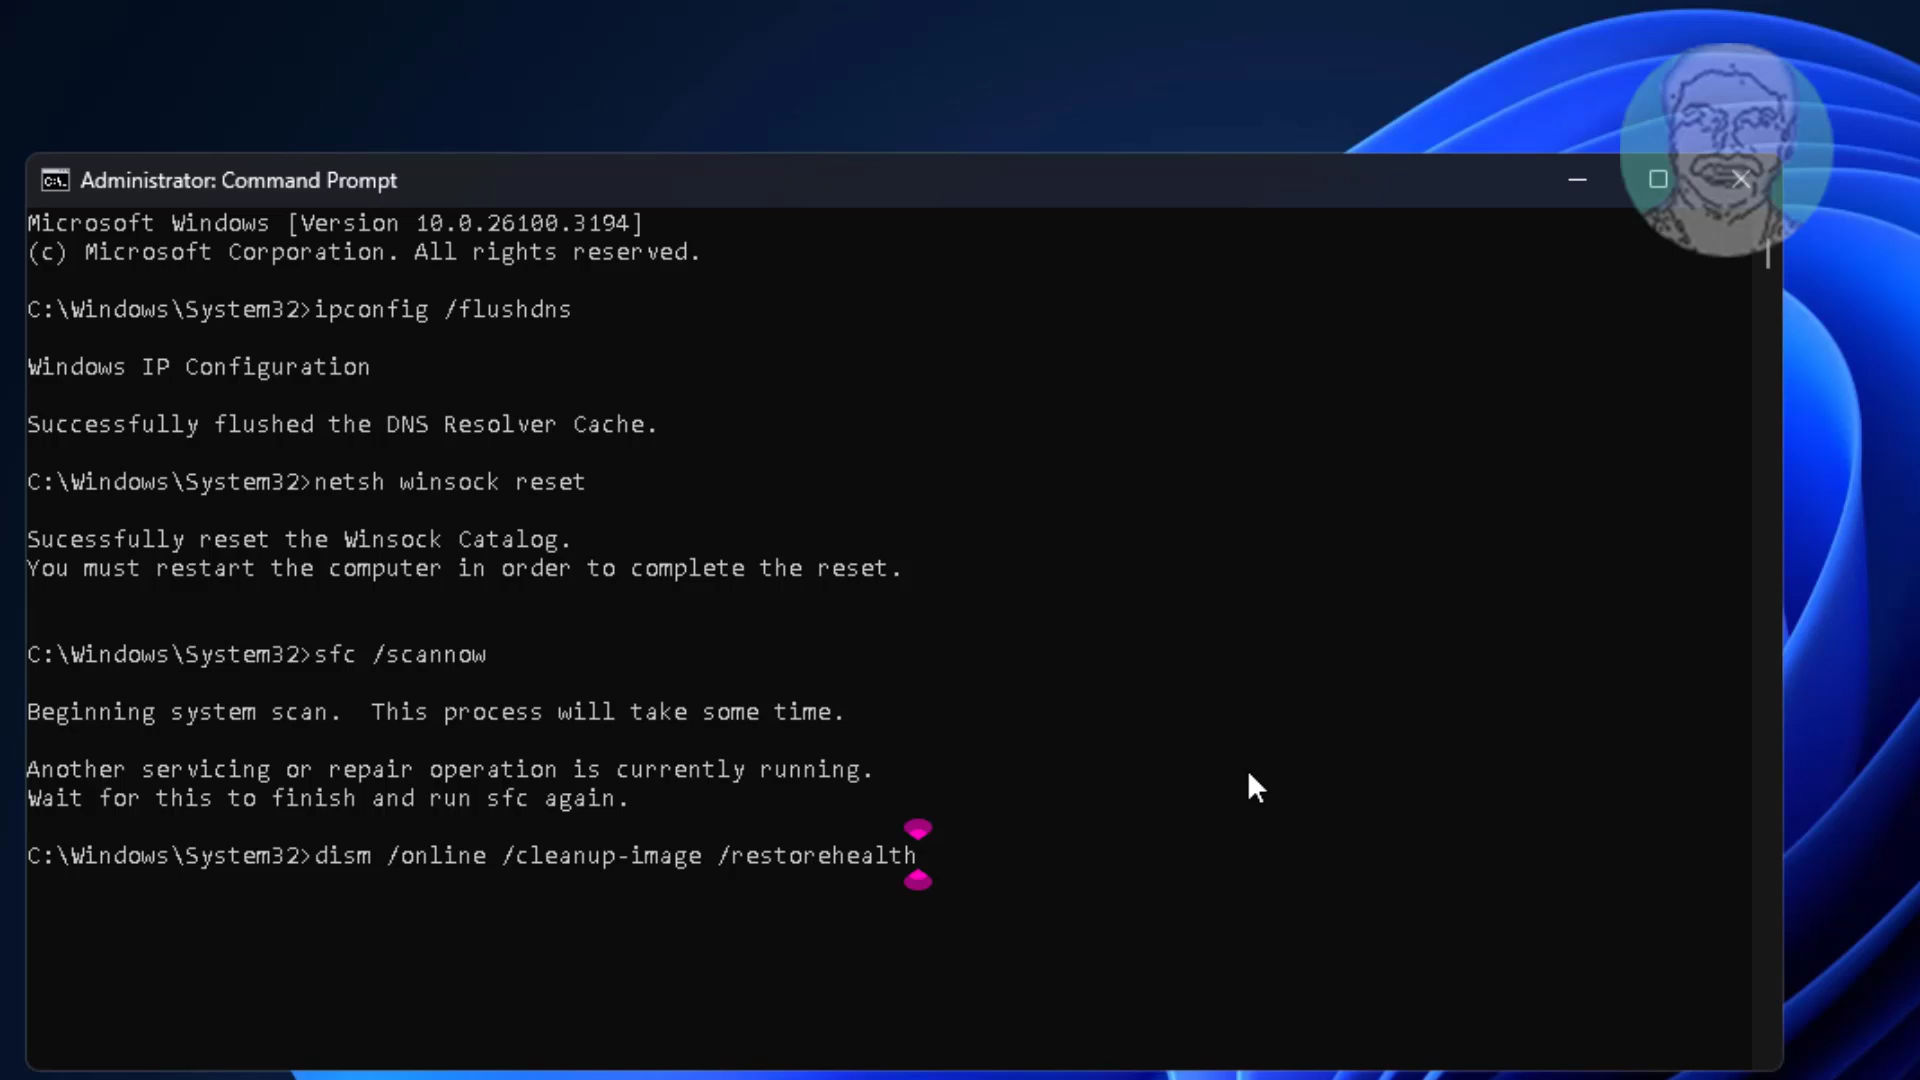 Administrator: Command Prompt
Microsoft Windows [Version 10.0.26100.3194]
(c) Microsoft Corporation. All rights reserved.
C:\Windows\System32>ipconfig /flushdns
Windows IP Configuration
Successfully flushed the DNS Resolver Cache.
C:\Windows\System32>netsh winsock reset
Sucessfully reset the Winsock Catalog.
You must restart the computer in order to complete the reset.
C:\Windows\System32>sfc /scannow
Beginning system scan.  This process will take some time.
Another servicing or repair operation is currently running.
Wait for this to finish and run sfc again.
C:\Windows\System32>dism /online /cleanup-image /restorehealth